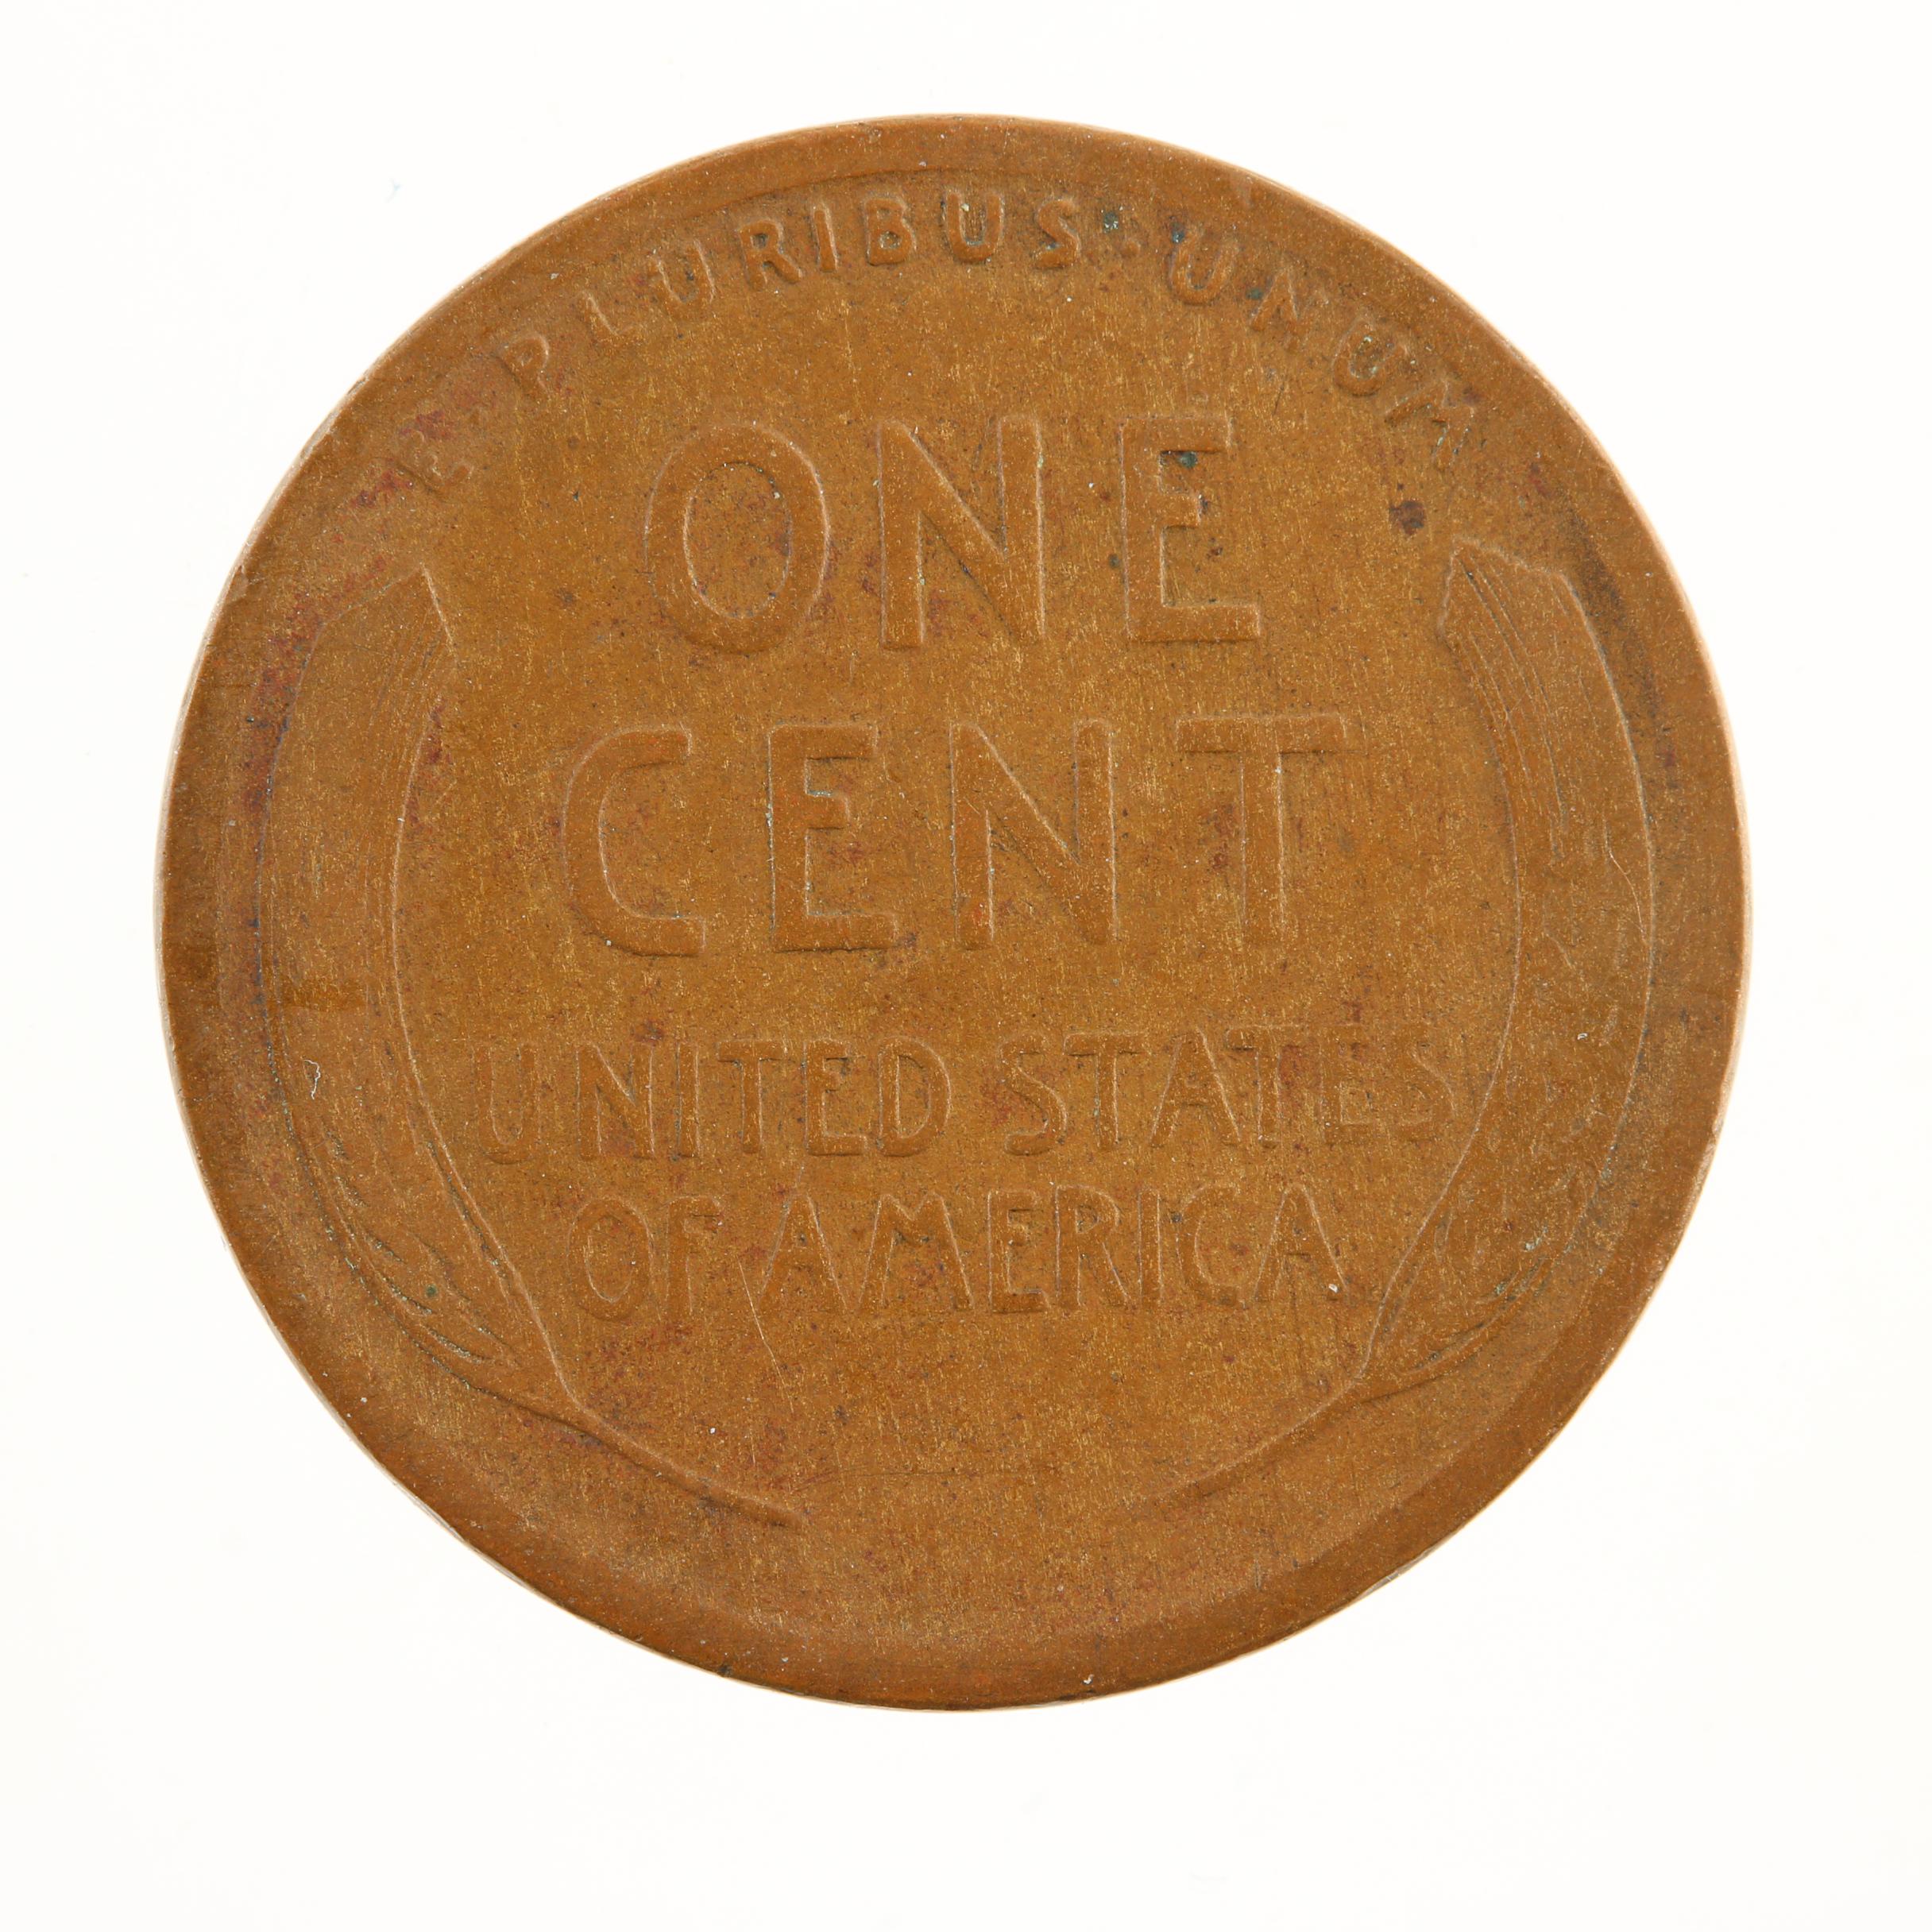 E·PLURIBUS·UNUM
ONE
CENT
UNITED STATES
OF AMERICA